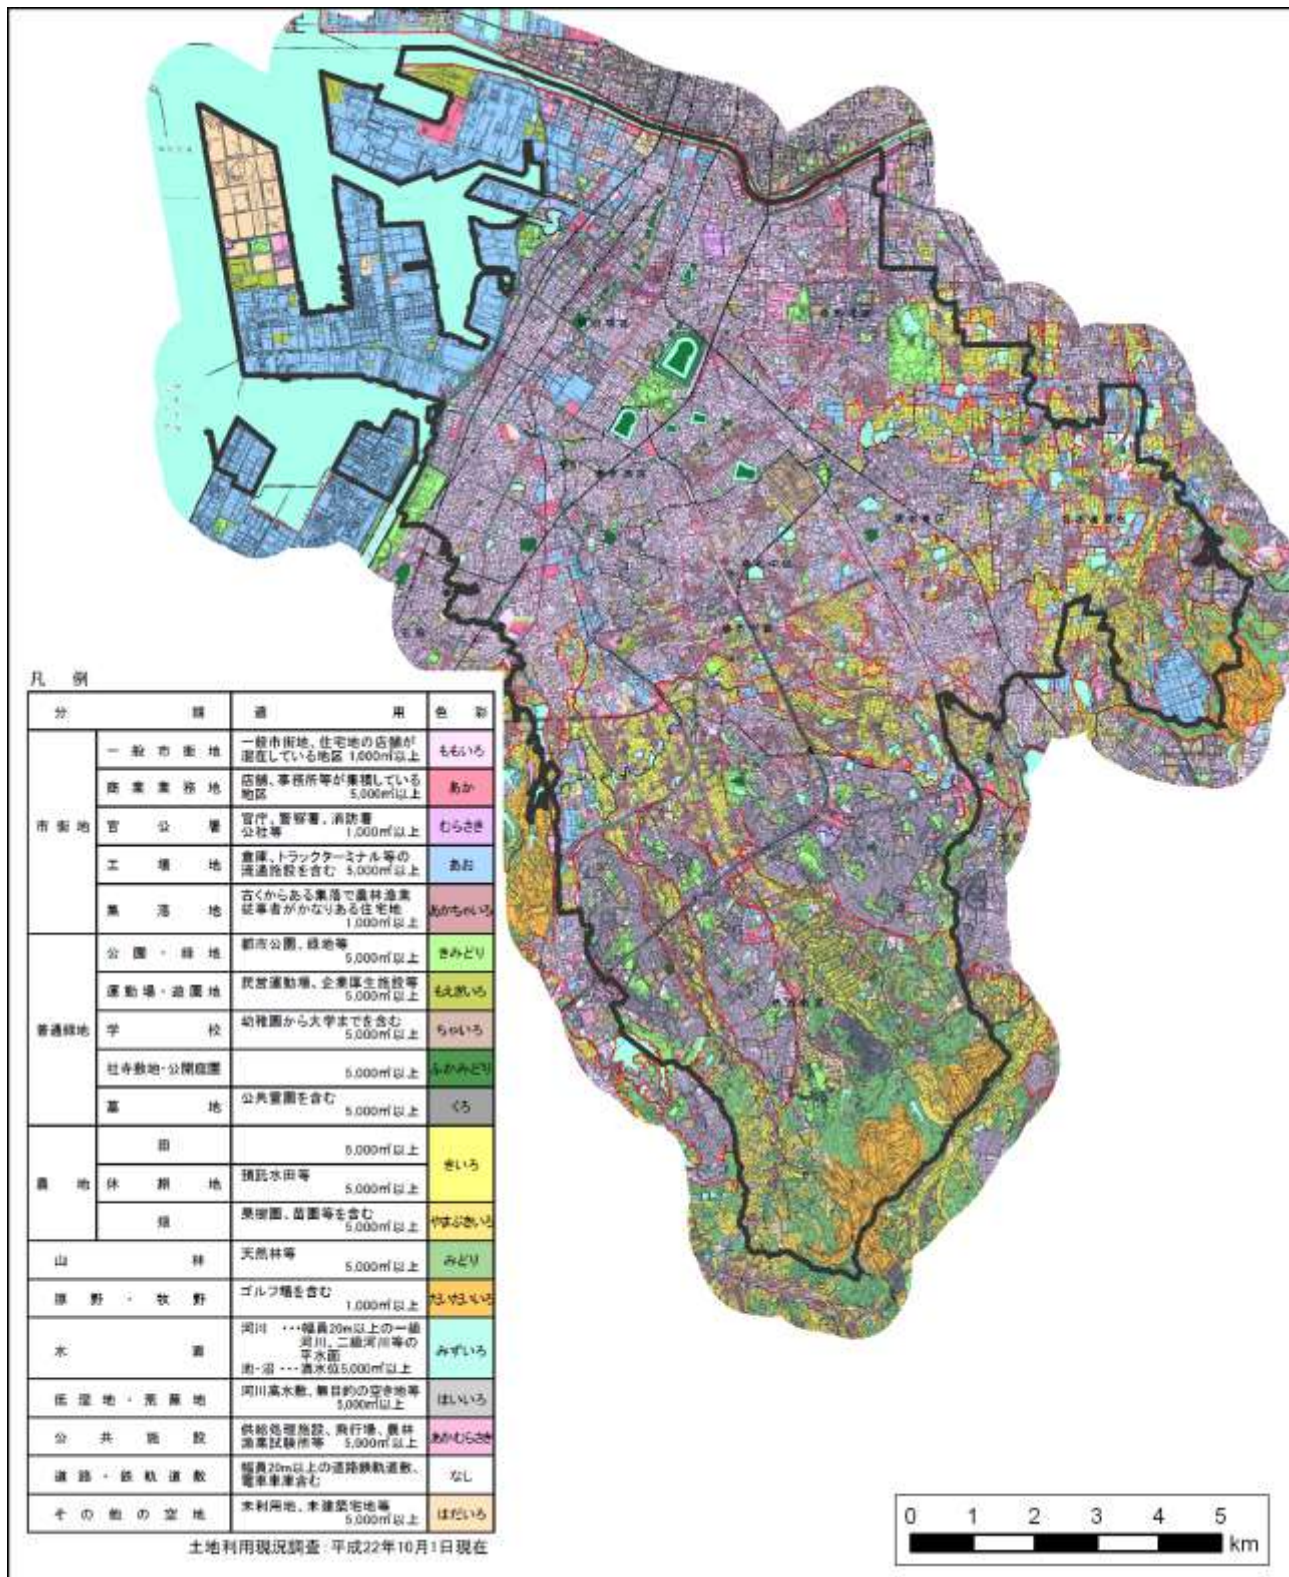 凡例
分類 適用 色彩
市街地
一般市街地 一般市街地、住宅地の店舗が
混在している地区 1,000㎡以上 ももいろ
商業業務地 店舗、事務所等が集積している
地区 5,000㎡以上 あか
官公署 官庁、警察署、消防署
公社等 1,000㎡以上 むらさき
工場地 倉庫、トラックターミナル等の
流通施設を含む 5,000㎡以上 あお
集落地 古くからある集落で農林漁業
従事者がかなりある住宅地
1,000㎡以上 あかちゃいろ
普通緑地
公園・緑地 都市公園、緑地等
5,000㎡以上 きみどり
運動場・遊園地 民営運動場、企業厚生施設等
5,000㎡以上 もえぎいろ
学校 幼稚園から大学までを含む
5,000㎡以上 ちゃいろ
社寺敷地・公開庭園 5,000㎡以上 ふかみどり
墓地 公共霊園を含む
5,000㎡以上 くろ
農地
田 5,000㎡以上 きいろ
休耕地 預託水田等
5,000㎡以上
畑 果樹園、苗園等を含む
5,000㎡以上 やまぶきいろ
山林 天然林等
5,000㎡以上 みどり
原野・牧野 ゴルフ場を含む
1,000㎡以上 だいだいいろ
水面 河川 ・・・幅員20m以上の一級
河川、二級河川等の
平水面
池・沼 ・・・満水位5,000㎡以上 みずいろ
低湿地・荒蕪地 河川高水敷、無目的の空き地等
5,000㎡以上 はいいろ
公共施設 供給処理施設、飛行場、農林
漁業試験所等 5,000㎡以上 あかむらさき
道路・鉄軌道敷 幅員20m以上の道路鉄軌道敷、
電車車庫含む なし
その他の空地 未利用地、未建築宅地等
5,000㎡以上 はだいろ
土地利用現況調査：平成22年10月1日現在
0 1 2 3 4 5
km